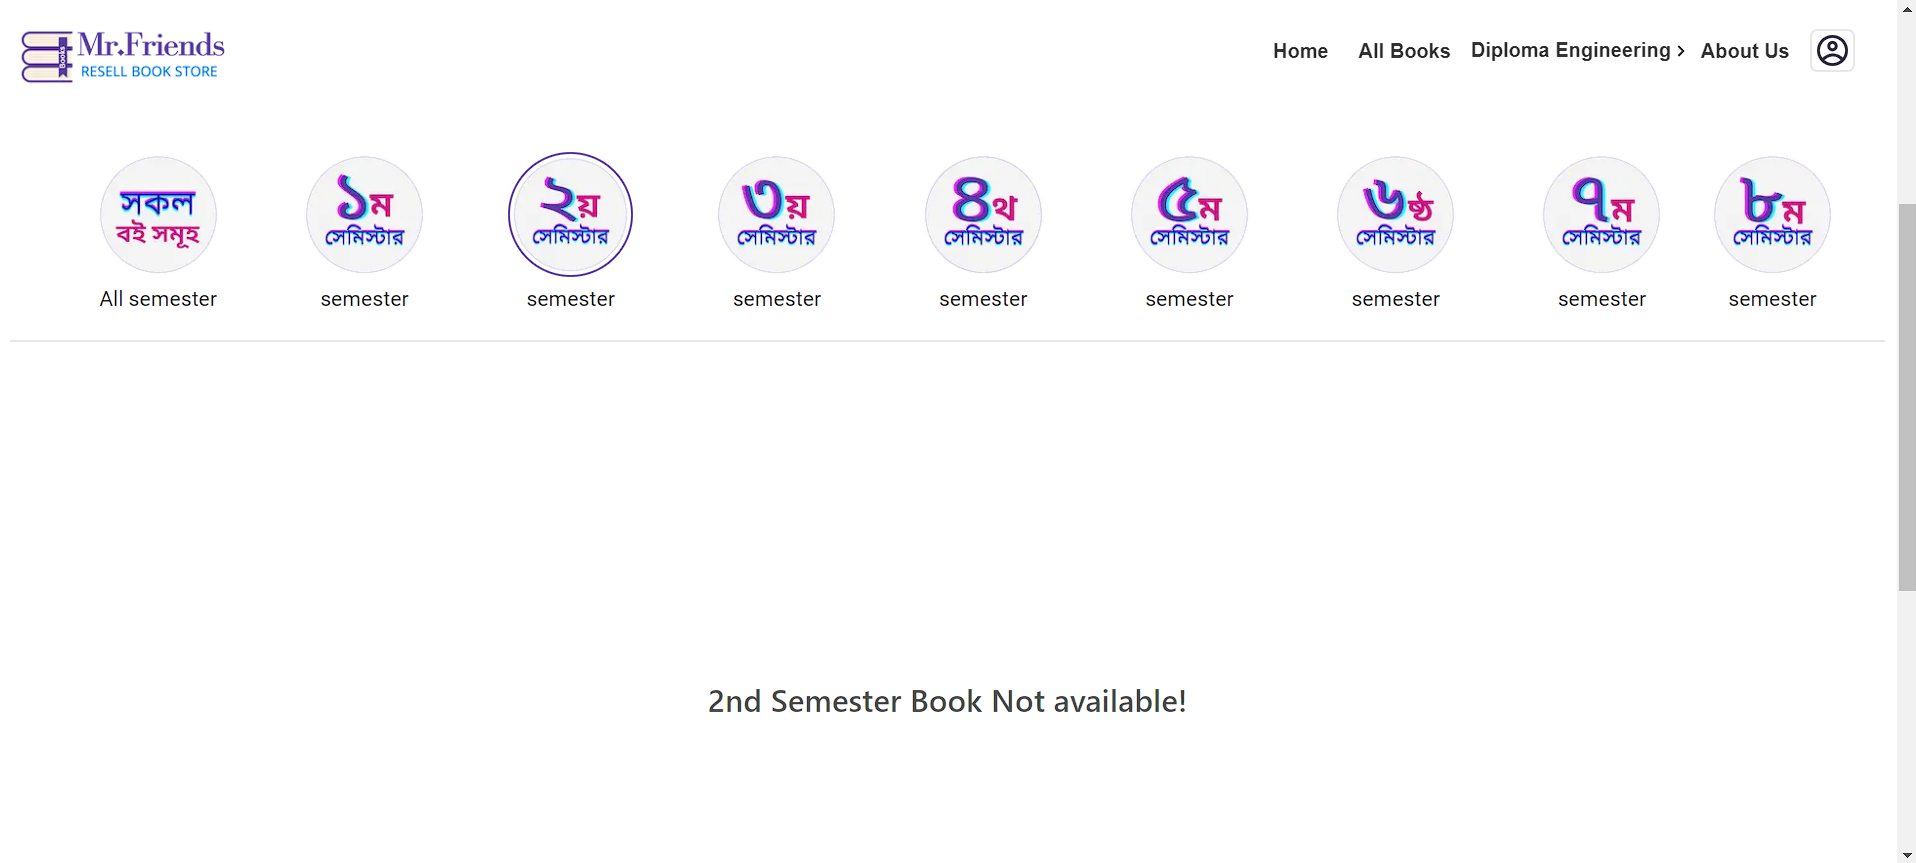 Mr.Friends
RESELL BOOK STORE
Books
Home
All Books
Diploma Engineering
About Us
সকল
বই সমূহ
All semester
১ম
সেমিস্টার
semester
২য়
সেমিস্টার
semester
৩য়
সেমিস্টার
semester
৪থ
সেমিস্টার
semester
৫ম
সেমিস্টার
semester
৬ষ্ঠ
সেমিস্টার
semester
৭ম
সেমিস্টার
semester
৮ম
সেমিস্টার
semester
2nd Semester Book Not available!